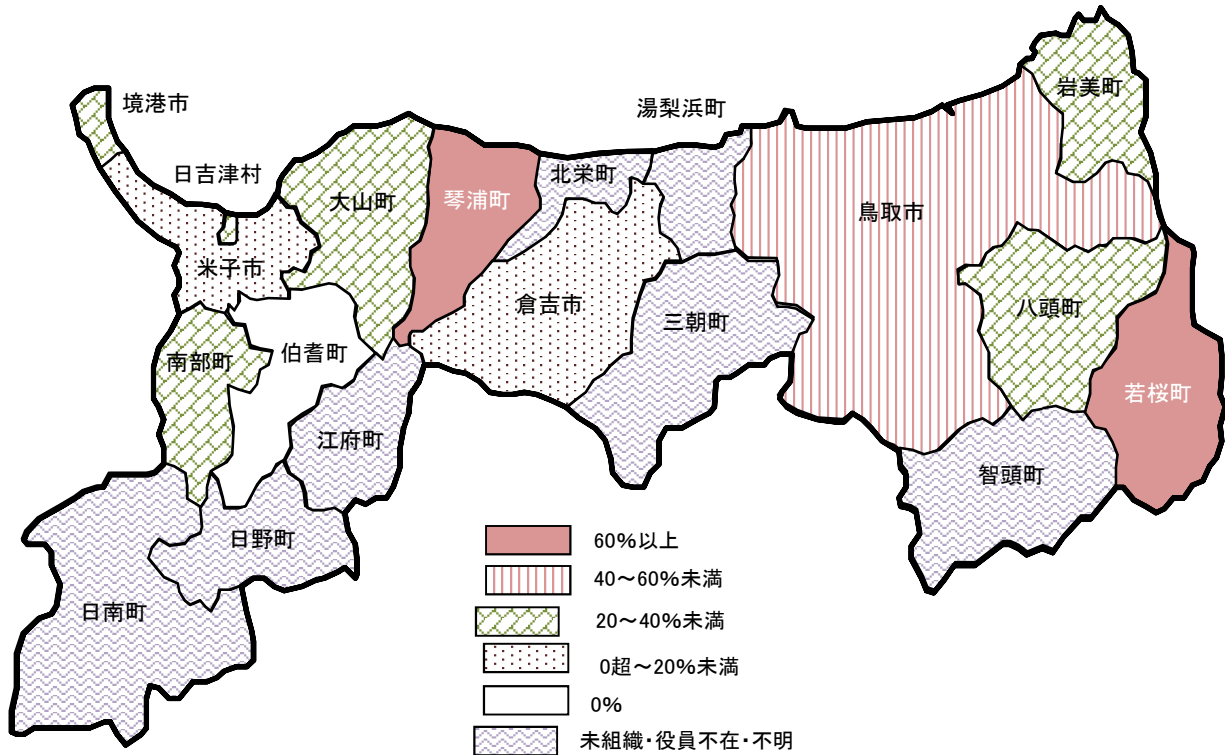 岩美町
境港市
湯梨浜町
日吉津村
北栄町
大山町
琴浦町
鳥取市
米子市
倉吉市
八頭町
三朝町
伯耆町
南部町
若桜町
江府町
智頭町
日野町
日南町
60%以上
40~60%未満
20~40%未満
0超~20%未満
0%
未組織・役員不在・不明